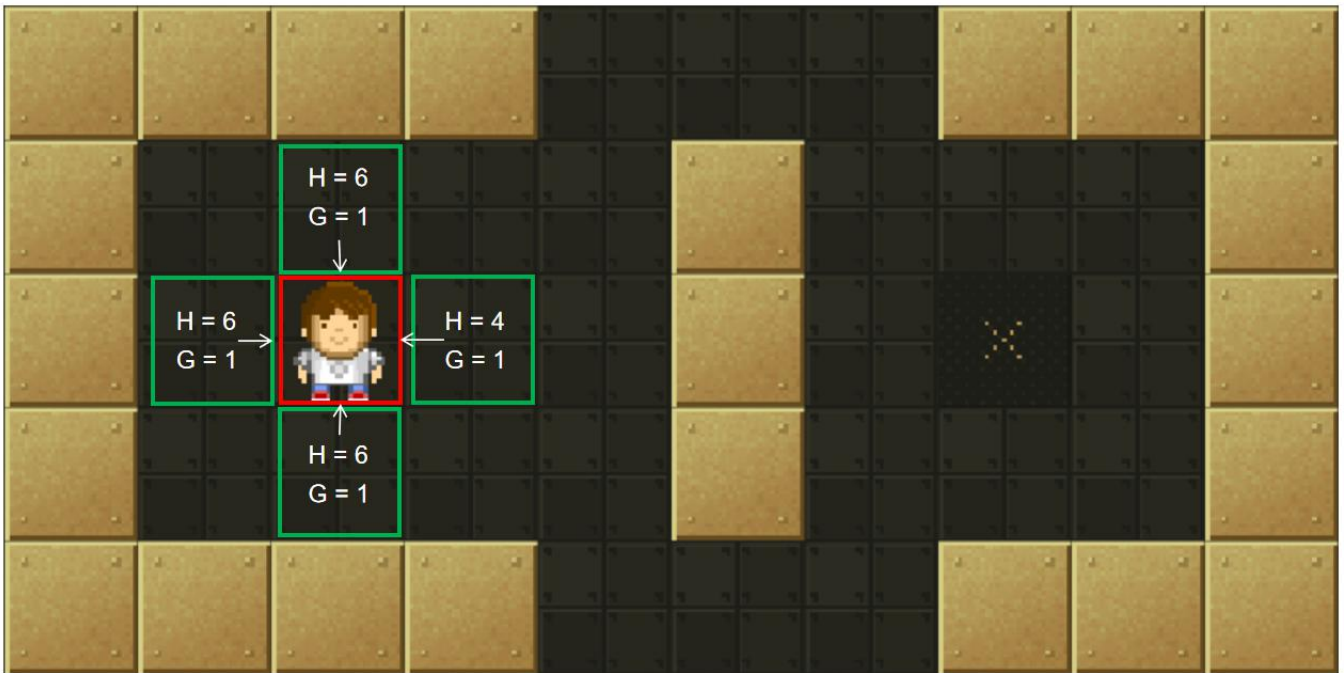 H = 6
G = 1
H = 6
G = 1
H = 4
G = 1
H = 6
G = 1